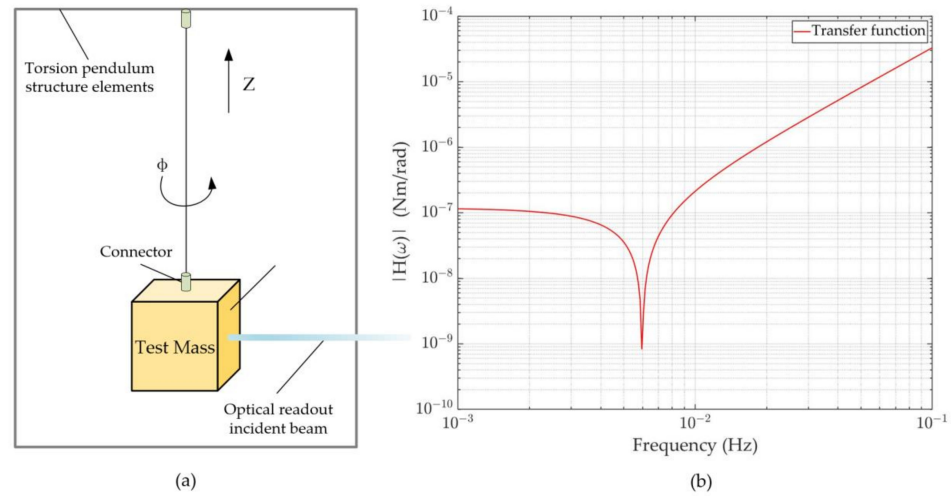 Torsion pendulum
structure elements
Z
ϕ
Connector
Test Mass
Optical readout
incident beam
(a)
Transfer function
|H(ω)| (Nm/rad)
10⁻⁴
10⁻⁵
10⁻⁶
10⁻⁷
10⁻⁸
10⁻⁹
10⁻¹⁰
10⁻³
10⁻²
10⁻¹
Frequency (Hz)
(b)